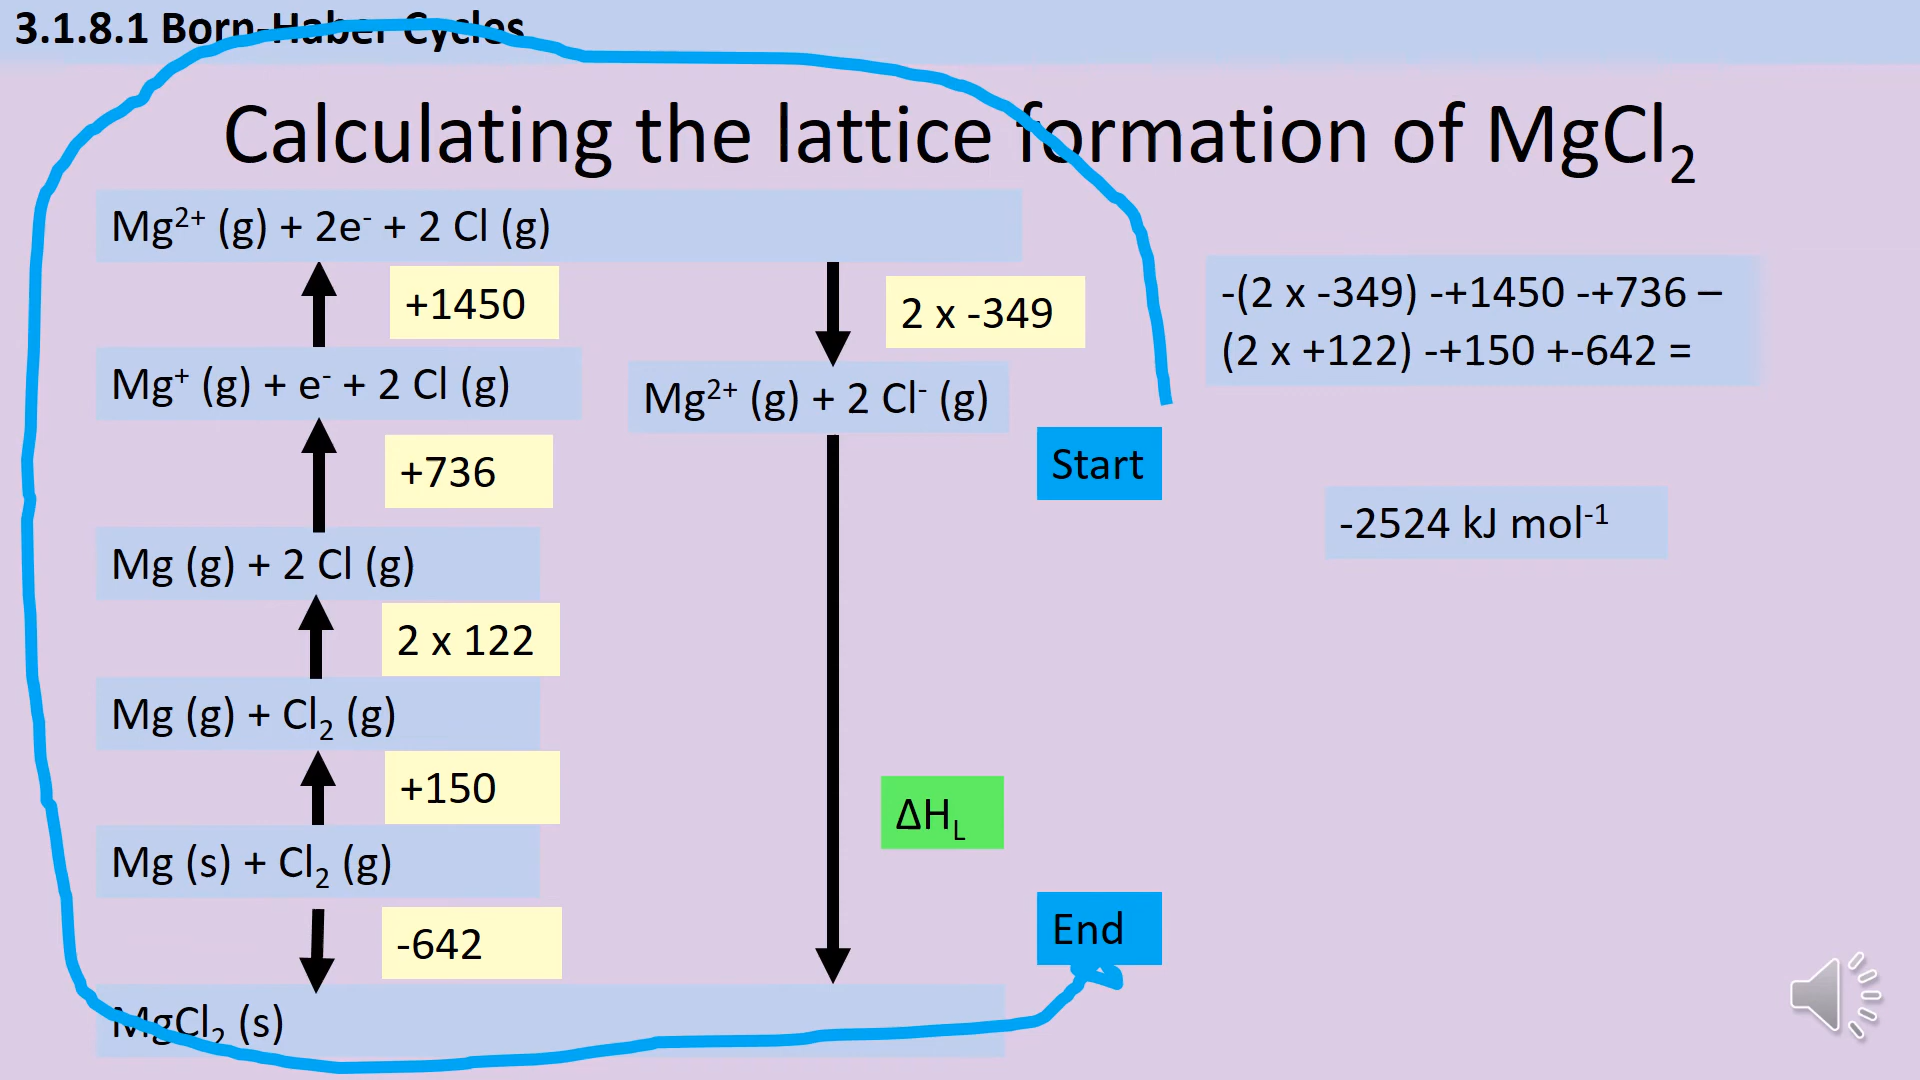 3.1.8.1 Born-Haber Cycles
Calculating the lattice formation of MgCl₂
Mg²⁺ (g) + 2e⁻ + 2 Cl (g)
+1450
2 x -349
-(2 x -349) -+1450 -+736 –
(2 x +122) -+150 +-642 =
Mg⁺ (g) + e⁻ + 2 Cl (g)
Mg²⁺ (g) + 2 Cl⁻ (g)
+736
Start
-2524 kJ mol⁻¹
Mg (g) + 2 Cl (g)
2 x 122
Mg (g) + Cl₂ (g)
+150
ΔH_L
Mg (s) + Cl₂ (g)
-642
End
MgCl₂ (s)